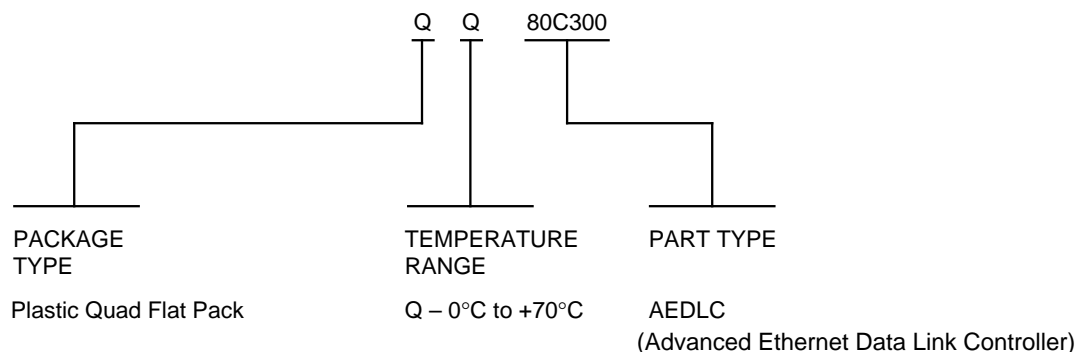 Q Q 80C300
PACKAGE TYPE
TEMPERATURE RANGE
PART TYPE
Plastic Quad Flat Pack
Q – 0°C to +70°C
AEDLC
(Advanced Ethernet Data Link Controller)